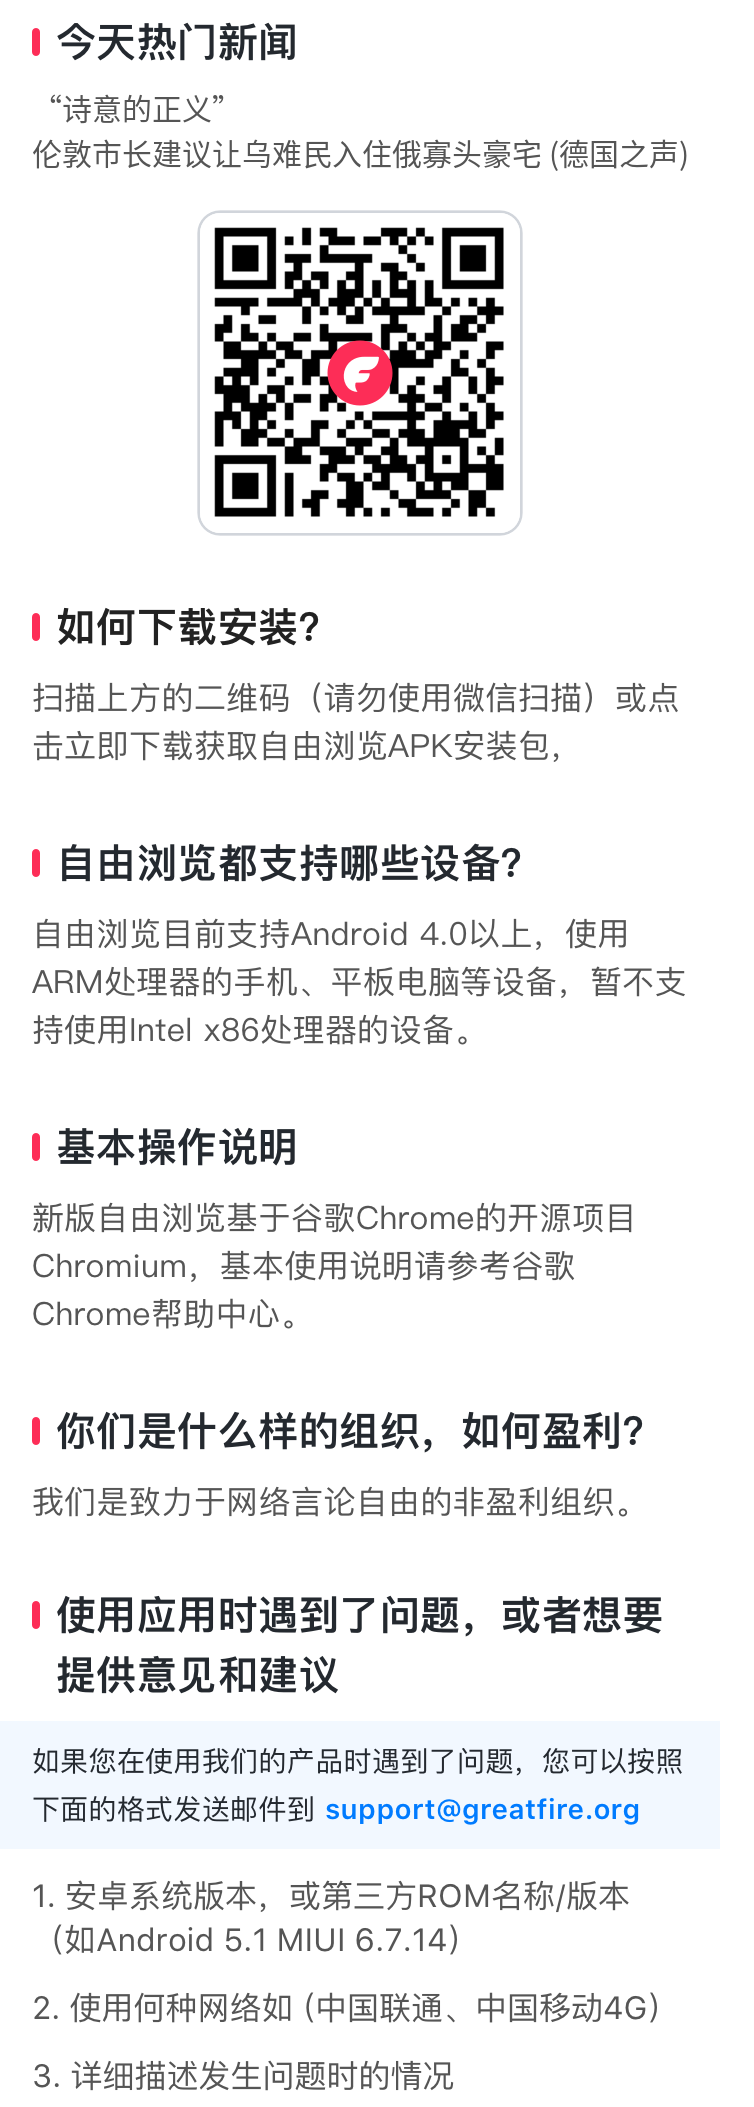 今天热门新闻
“诗意的正义”
伦敦市长建议让乌难民入住俄寡头豪宅 (德国之声)
如何下载安装?
扫描上方的二维码（请勿使用微信扫描）或点
击立即下载获取自由浏览APK安装包，
自由浏览都支持哪些设备?
自由浏览目前支持Android 4.0以上，使用
ARM处理器的手机、平板电脑等设备，暂不支
持使用Intel x86处理器的设备。
基本操作说明
新版自由浏览基于谷歌Chrome的开源项目
Chromium，基本使用说明请参考谷歌
Chrome帮助中心。
你们是什么样的组织，如何盈利?
我们是致力于网络言论自由的非盈利组织。
使用应用时遇到了问题，或者想要
提供意见和建议
如果您在使用我们的产品时遇到了问题，您可以按照
下面的格式发送邮件到 support@greatfire.org
1. 安卓系统版本，或第三方ROM名称/版本
（如Android 5.1 MIUI 6.7.14）
2. 使用何种网络如 (中国联通、中国移动4G）
3. 详细描述发生问题时的情况